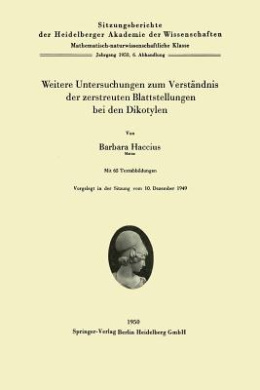 Sitzungsberichte
der Heidelberger Akademie der Wissenschaften
Mathematisch-naturwissenschaftliche Klasse
Jahrgang 1950, 6. Abhandlung
Weitere Untersuchungen zum Verständnis
der zerstreuten Blattstellungen
bei den Dikotylen
Von
Barbara Haccius
Mainz
Mit 62 Textabbildungen
Vorgelegt in der Sitzung vom 10. Dezember 1949
1950
Springer-Verlag Berlin Heidelberg GmbH